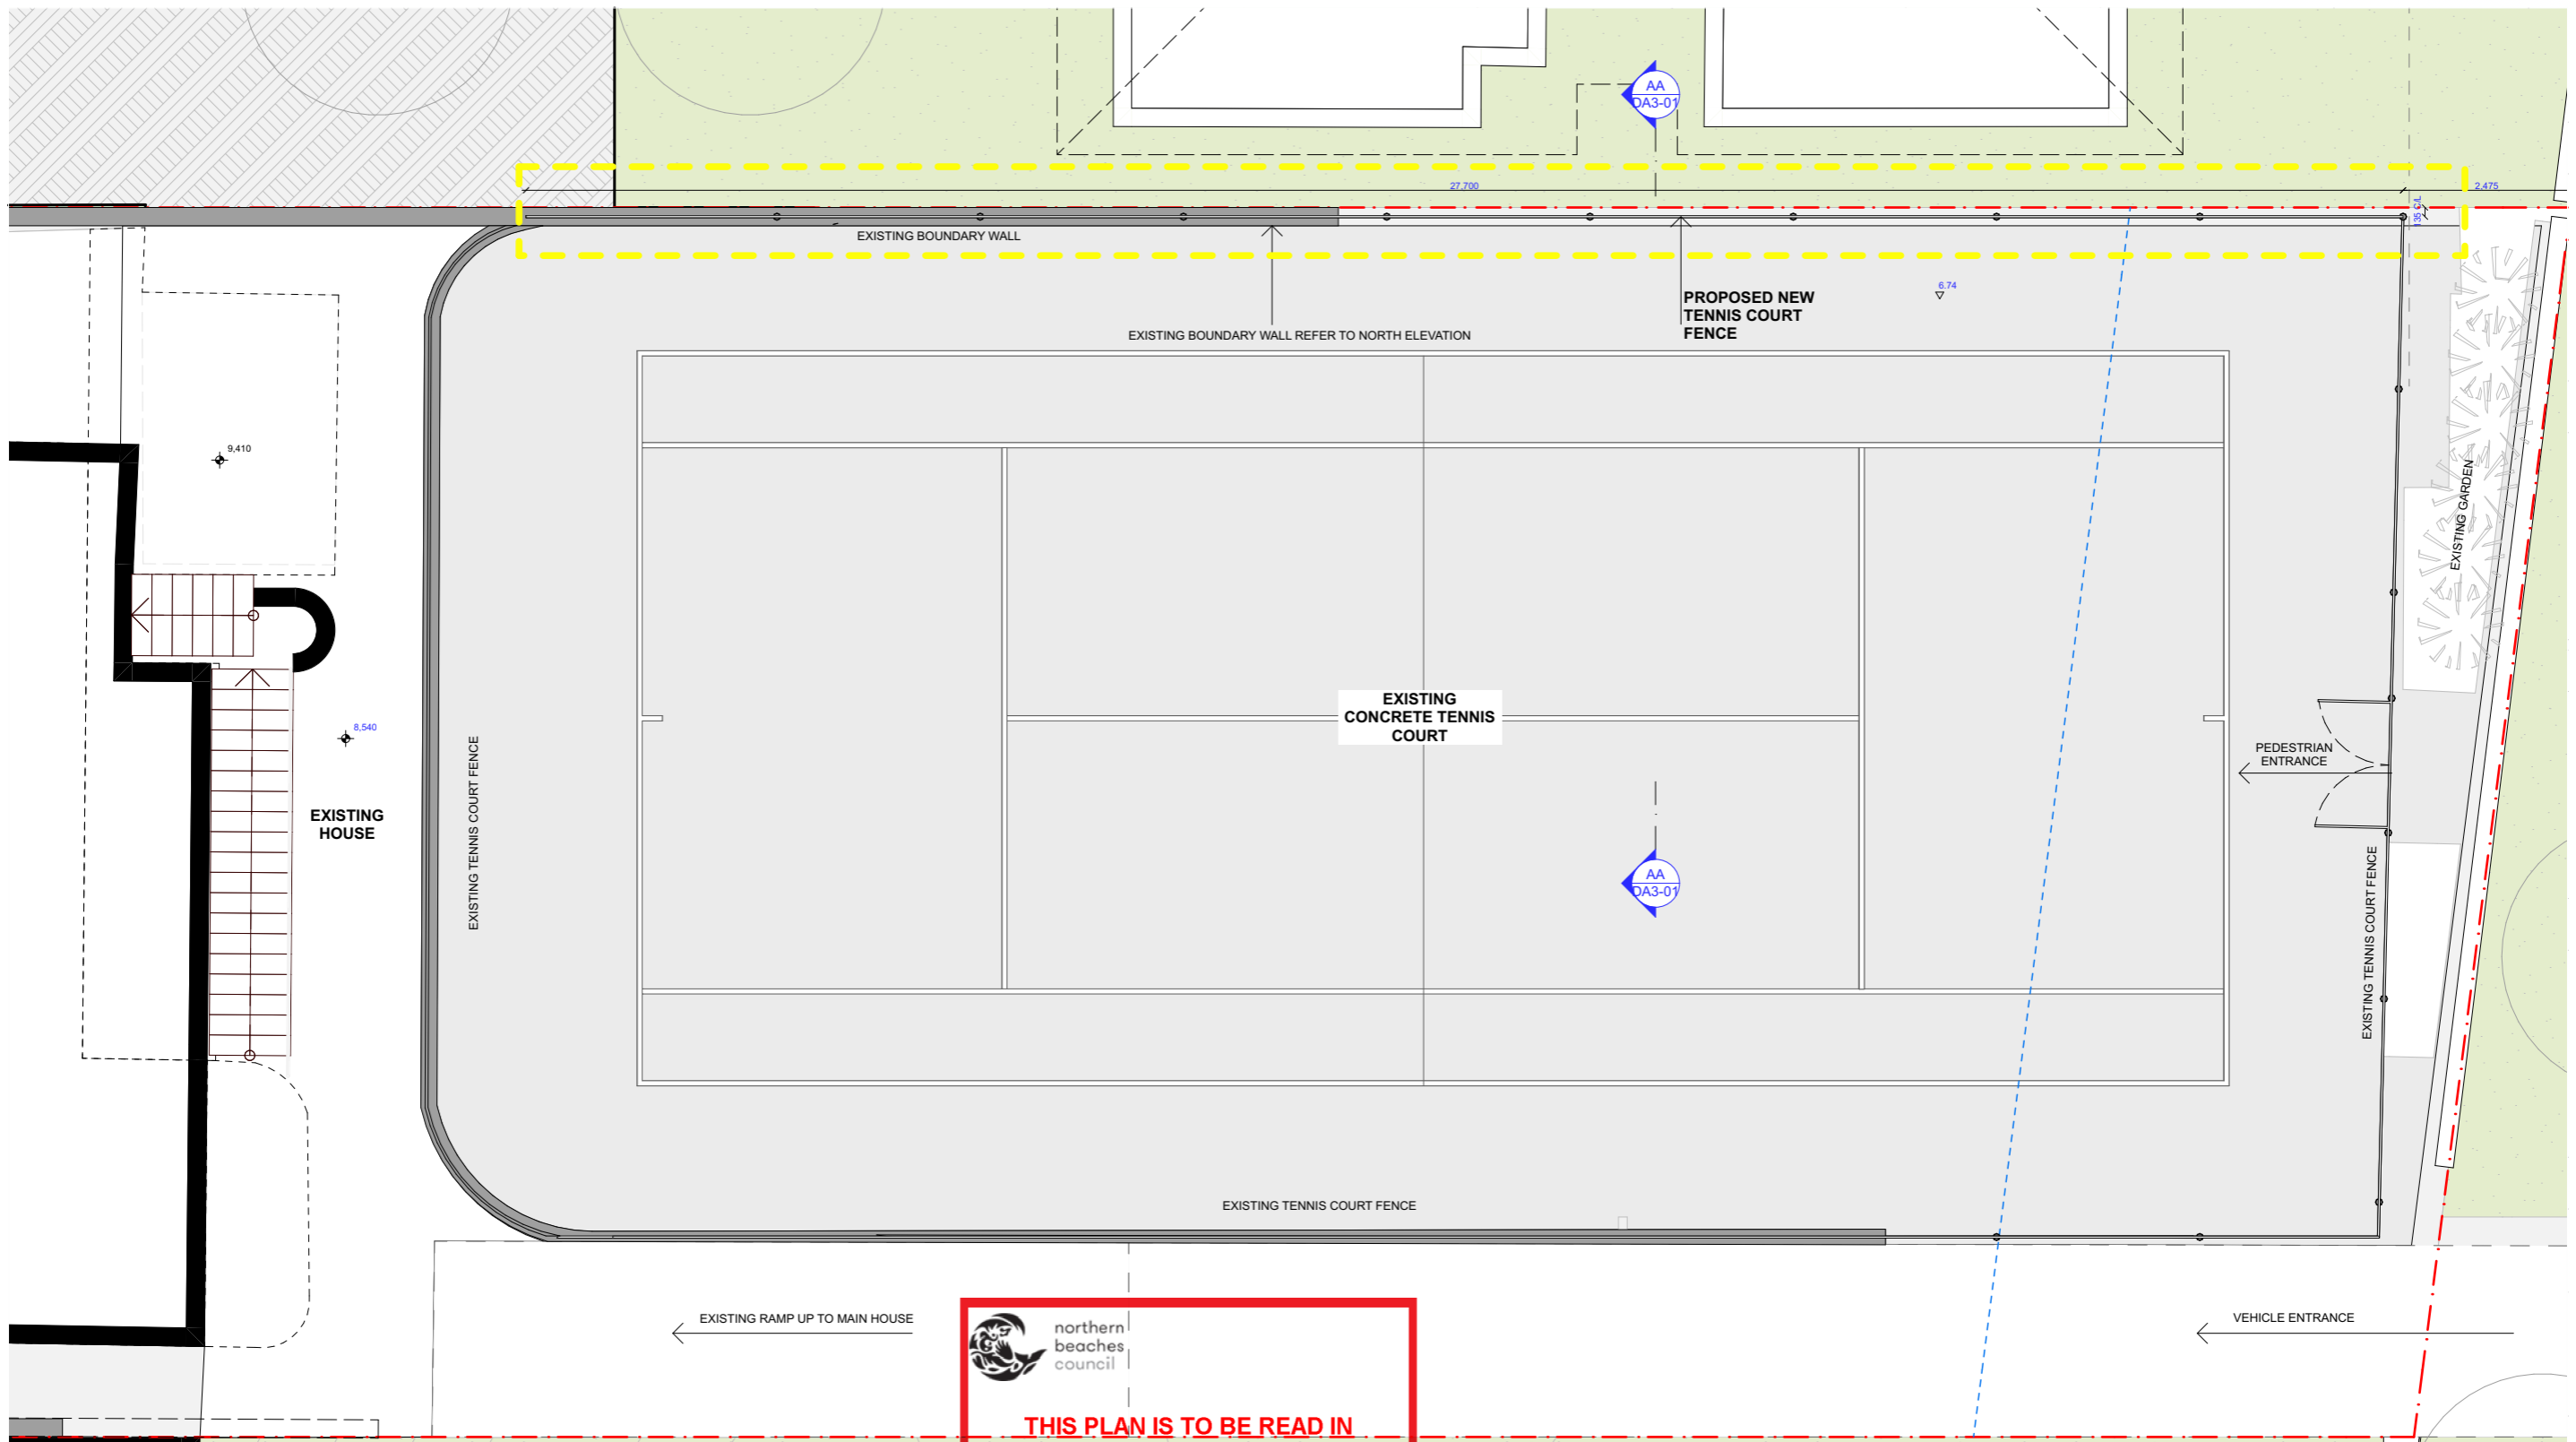 AA
DA3-01
27,700
2,475
135 C/L
EXISTING BOUNDARY WALL
6.74
PROPOSED NEW
TENNIS COURT
FENCE
EXISTING BOUNDARY WALL REFER TO NORTH ELEVATION
9,410
EXISTING GARDEN
EXISTING
CONCRETE TENNIS
COURT
8,540
PEDESTRIAN
ENTRANCE
EXISTING
HOUSE
EXISTING TENNIS COURT FENCE
AA
DA3-01
EXISTING TENNIS COURT FENCE
EXISTING TENNIS COURT FENCE
EXISTING RAMP UP TO MAIN HOUSE
VEHICLE ENTRANCE
northern
beaches
council
THIS PLAN IS TO BE READ IN